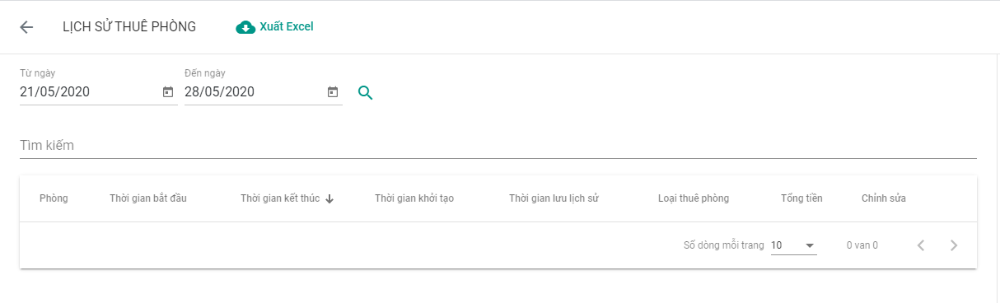 LỊCH SỬ THUÊ PHÒNG Xuất Excel
Từ ngày Đến ngày
21/05/2020 28/05/2020
Tìm kiếm
Phòng Thời gian bắt đầu Thời gian kết thúc Thời gian khởi tạo Thời gian lưu lịch sử Loại thuê phòng Tổng tiền Chỉnh sửa
Số dòng mỗi trang 10 0 van 0